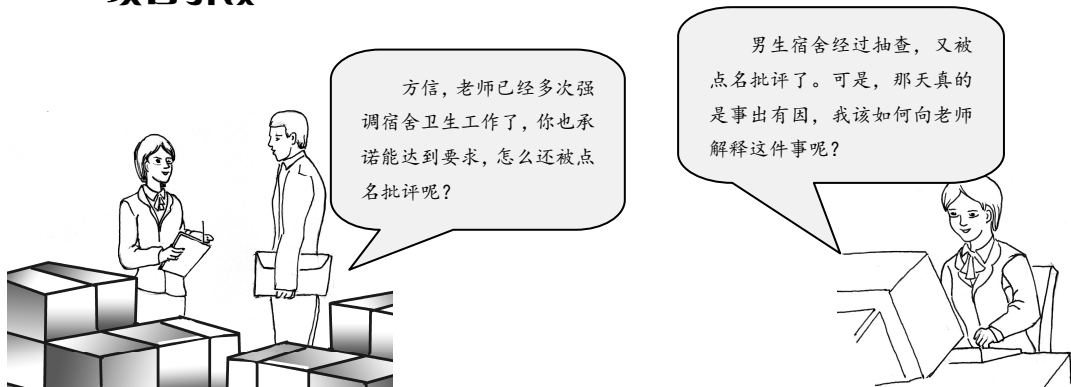 方信，老师已经多次强
调宿舍卫生工作了，你也承
诺能达到要求，怎么还被点
名批评呢？
男生宿舍经过抽查，又被
点名批评了。可是，那天真的
是事出有因，我该如何向老师
解释这件事呢？